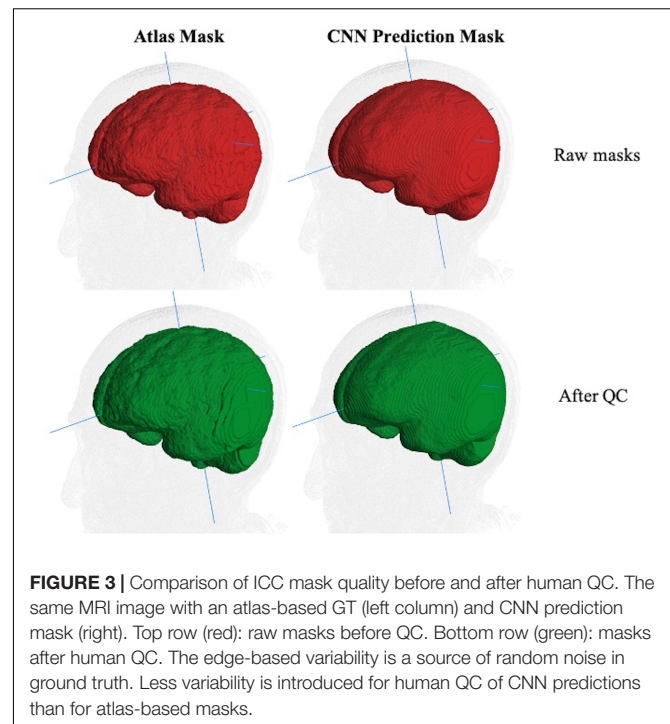 Atlas Mask
CNN Prediction Mask
Raw masks
After QC
FIGURE 3 | Comparison of ICC mask quality before and after human QC. The
same MRI image with an atlas-based GT (left column) and CNN prediction
mask (right). Top row (red): raw masks before QC. Bottom row (green): masks
after human QC. The edge-based variability is a source of random noise in
ground truth. Less variability is introduced for human QC of CNN predictions
than for atlas-based masks.